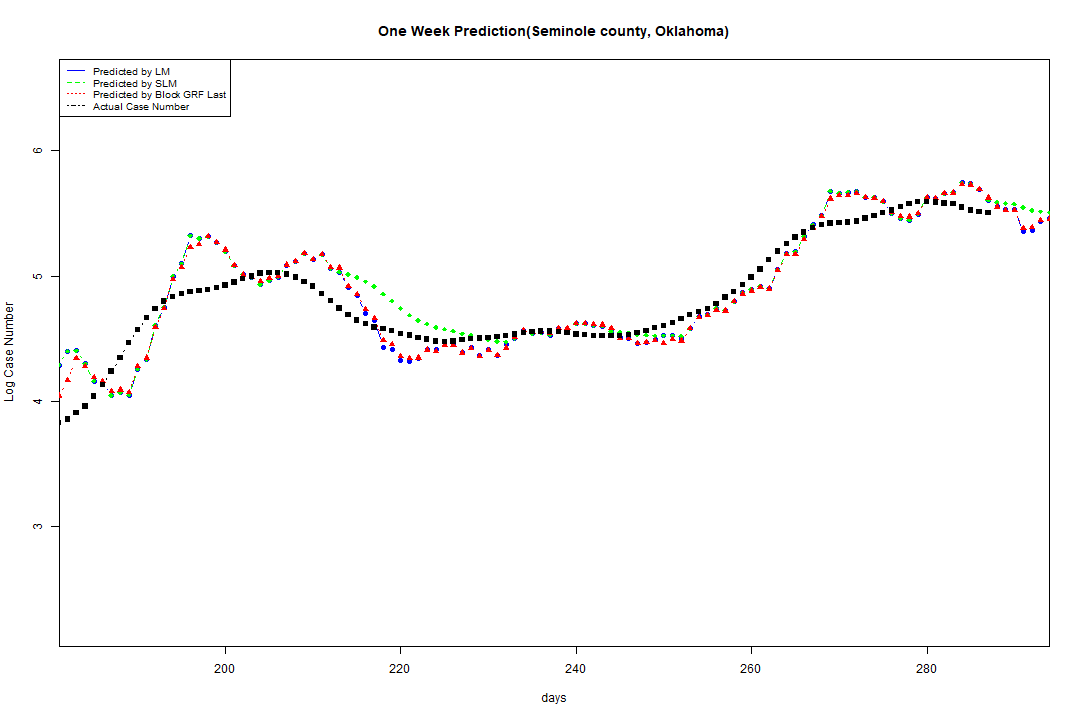 One Week Prediction(Seminole county, Oklahoma)
Predicted by LM
Predicted by SLM
Predicted by Block GRF Last
Actual Case Number
6
5
4
3
Log Case Number
200 220 240 260 280
days